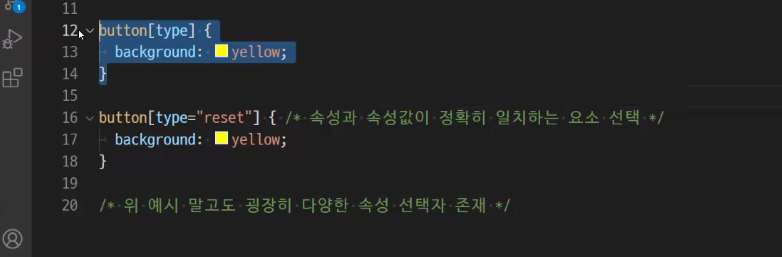 1
11
12 button[type] {
13 background: yellow;
14 }
15
16 button[type="reset"] { /* 속성과 속성값이 정확히 일치하는 요소 선택 */
17 background: yellow;
18 }
19
20 /* 위 예시 말고도 굉장히 다양한 속성 선택자 존재 */